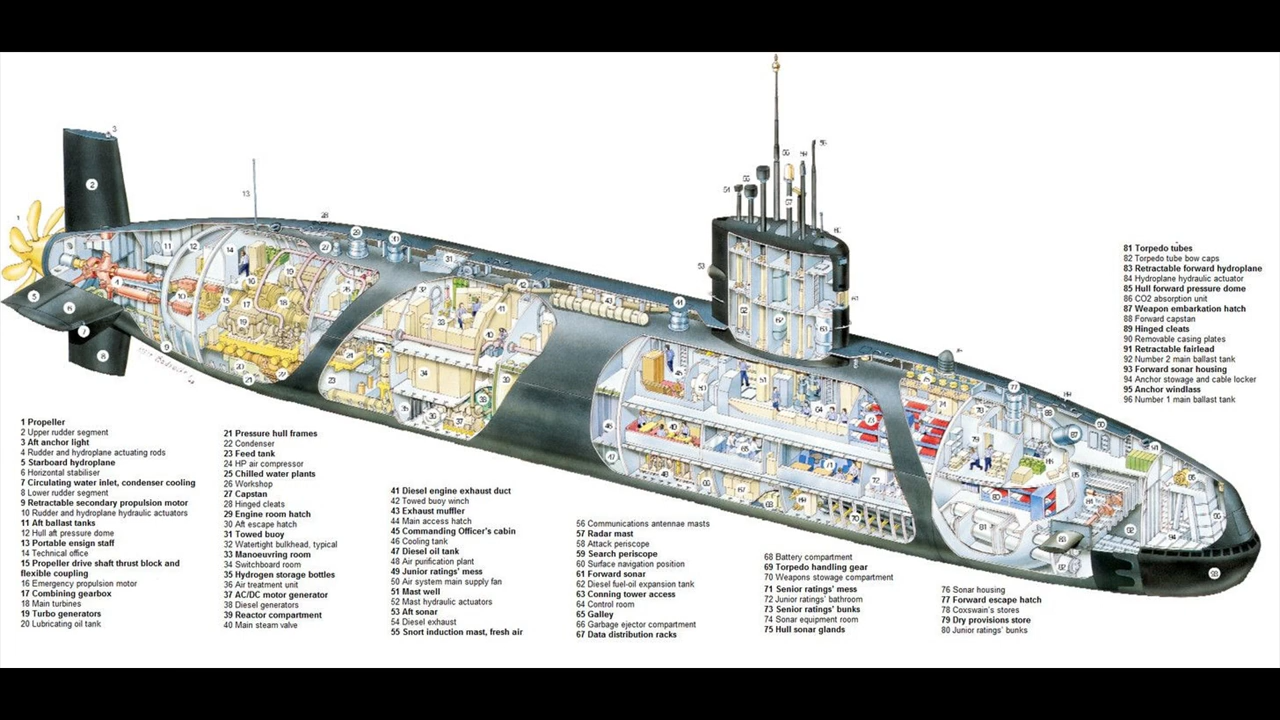 1 Propeller
2 Upper rudder segment
3 Aft anchor light
4 Rudder and hydroplane actuating rods
5 Starboard hydroplane
6 Horizontal stabiliser
7 Circulating water inlet, condenser cooling
8 Lower rudder segment
9 Retractable secondary propulsion motor
10 Rudder and hydroplane hydraulic actuators
11 Aft ballast tanks
12 Hull aft pressure dome
13 Portable ensign staff
14 Technical office
15 Propeller drive shaft thrust block and
flexible coupling
16 Emergency propulsion motor
17 Combining gearbox
18 Main turbines
19 Turbo generators
20 Lubricating oil tank
21 Pressure hull frames
22 Condenser
23 Feed tank
24 HP air compressor
25 Chilled water plants
26 Workshop
27 Capstan
28 Hinged cleats
29 Engine room hatch
30 Aft escape hatch
31 Towed buoy
32 Watertight bulkhead, typical
33 Manoeuvring room
34 Switchboard room
35 Hydrogen storage bottles
36 Air treatment unit
37 AC/DC motor generator
38 Diesel generators
39 Reactor compartment
40 Main steam valve
41 Diesel engine exhaust duct
42 Towed buoy winch
43 Exhaust muffler
44 Main access hatch
45 Commanding Officer's cabin
46 Cooling tank
47 Diesel oil tank
48 Air purification plant
49 Junior ratings' mess
50 Air system main supply fan
51 Mast well
52 Mast hydraulic actuators
53 Aft sonar
54 Diesel exhaust
55 Snort induction mast, fresh air
56 Communications antennae masts
57 Radar mast
58 Attack periscope
59 Search periscope
60 Surface navigation position
61 Forward sonar
62 Diesel fuel-oil expansion tank
63 Conning tower access
64 Control room
65 Galley
66 Garbage ejector compartment
67 Data distribution racks
68 Battery compartment
69 Torpedo handling gear
70 Weapons stowage compartment
71 Senior ratings' mess
72 Junior ratings' bathroom
73 Senior ratings' bunks
74 Sonar equipment room
75 Hull sonar glands
76 Sonar housing
77 Forward escape hatch
78 Coxswain's stores
79 Dry provisions store
80 Junior ratings' bunks
81 Torpedo tubes
82 Torpedo tube bow caps
83 Retractable forward hydroplane
84 Hydroplane hydraulic actuator
85 Hull forward pressure dome
86 CO2 absorption unit
87 Weapon embarkation hatch
88 Forward capstan
89 Hinged cleats
90 Removable casing plates
91 Retractable fairlead
92 Number 2 main ballast tank
93 Forward sonar housing
94 Anchor stowage and cable locker
95 Anchor windlass
96 Number 1 main ballast tank